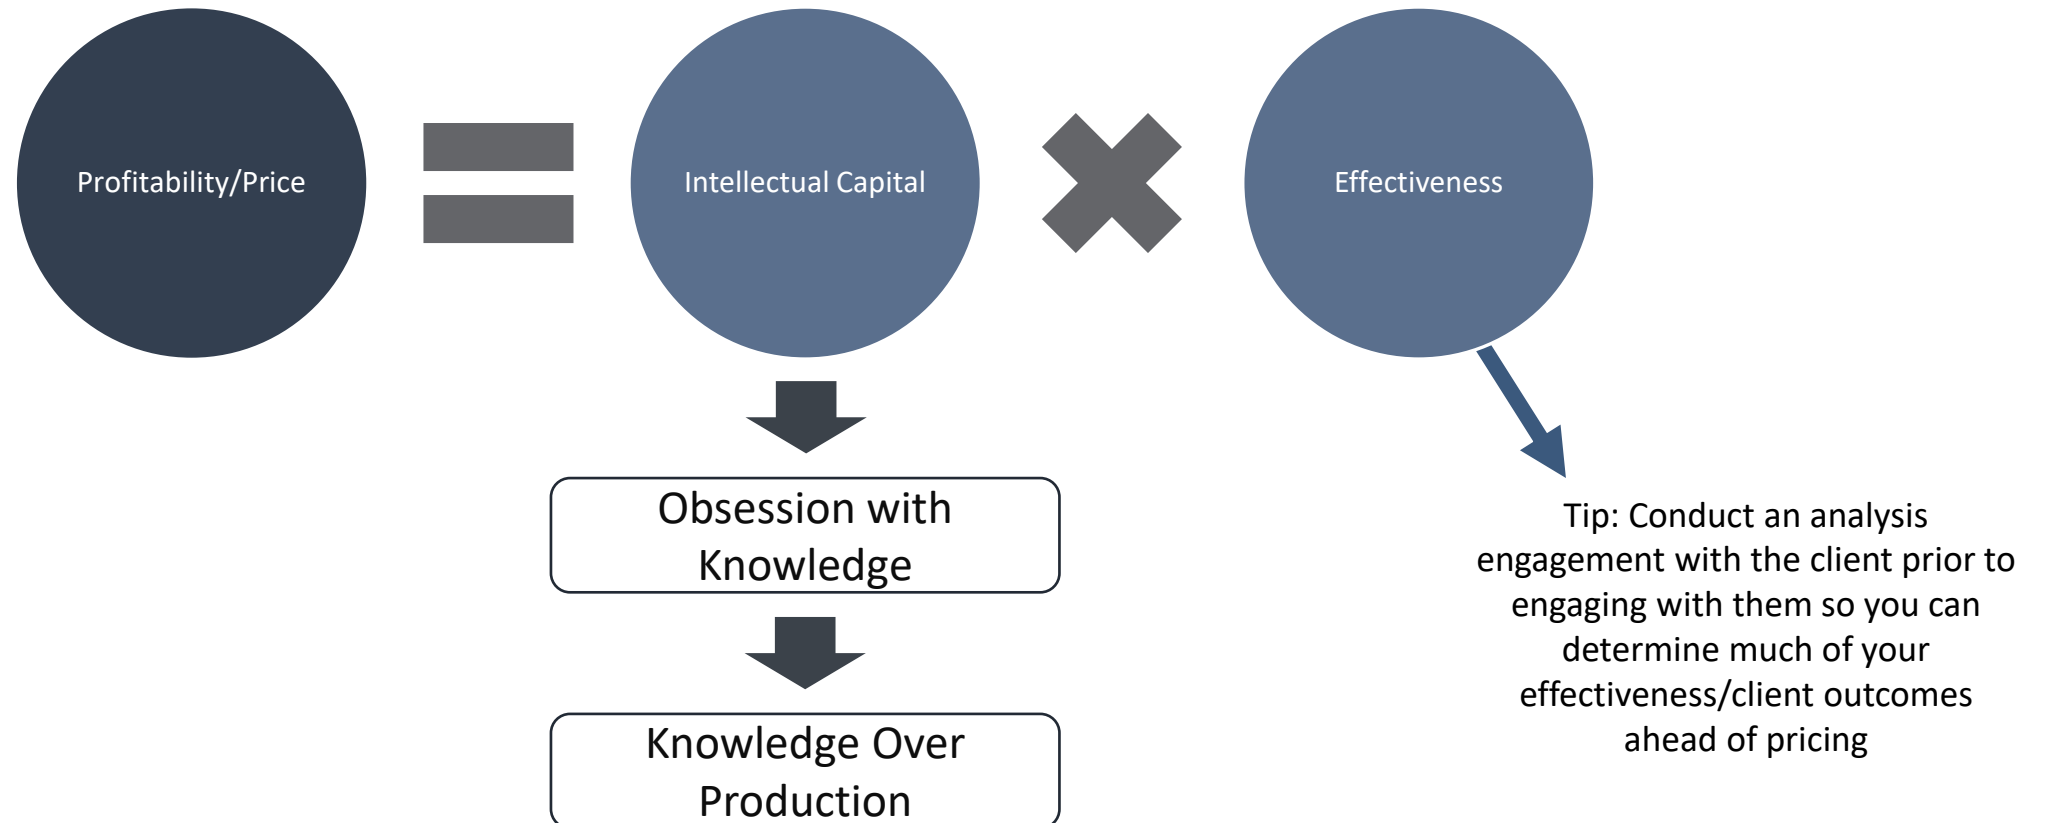 Profitability/Price
Intellectual Capital
Effectiveness
Obsession with
Knowledge
Knowledge Over
Production
Tip: Conduct an analysis
engagement with the client prior to
engaging with them so you can
determine much of your
effectiveness/client outcomes
ahead of pricing